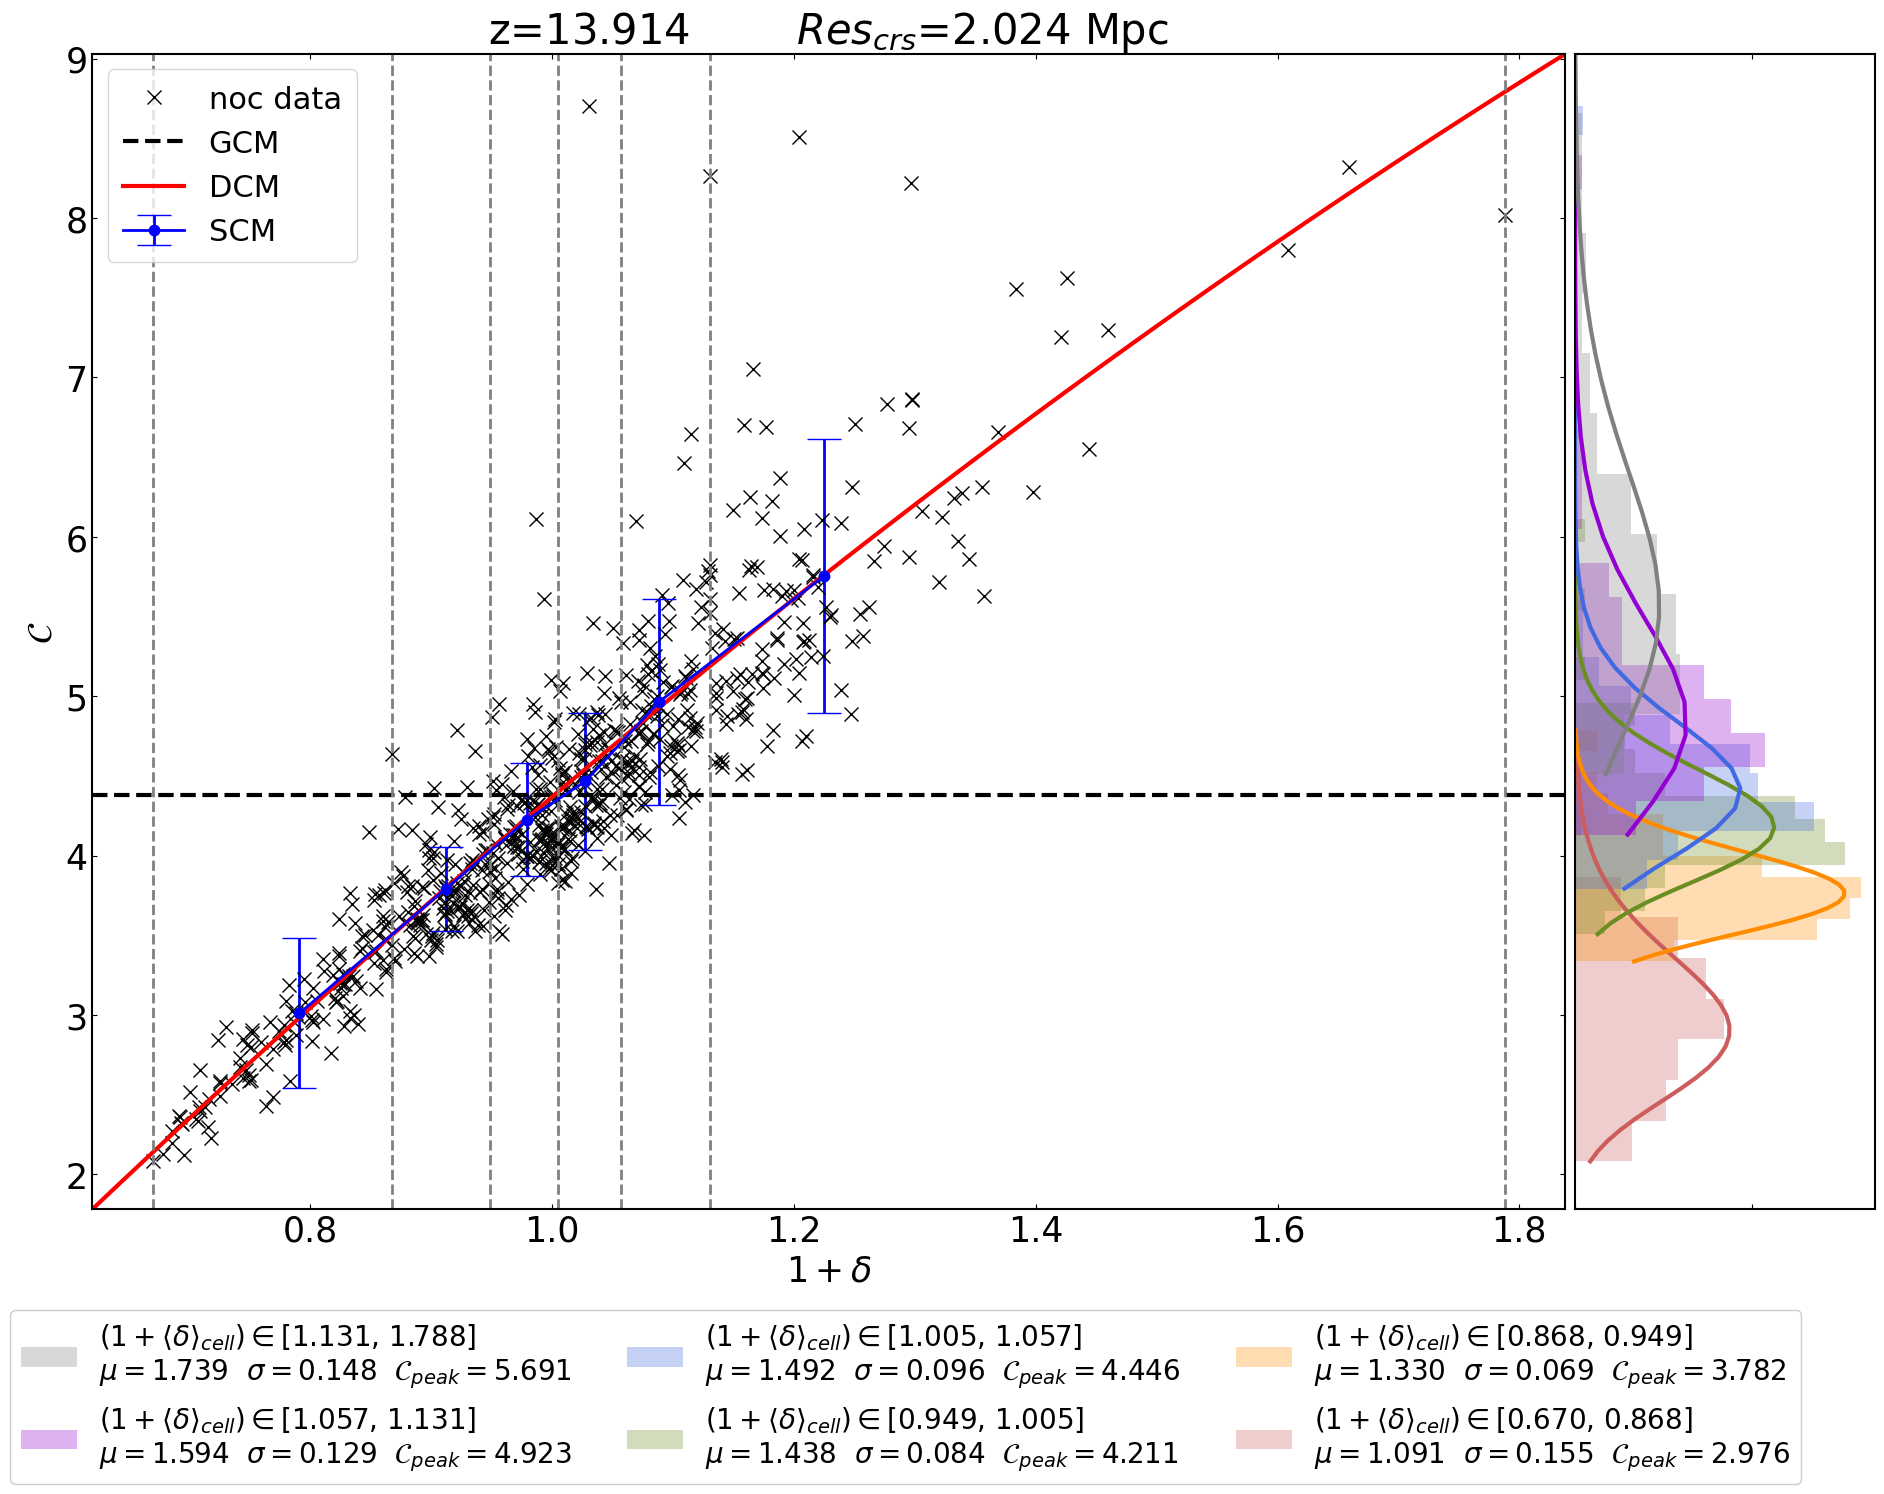 z=13.914 Res_crs=2.024 Mpc
noc data
GCM
DCM
SCM
9
8
7
6
5
4
3
2
𝒞
0.8 1.0 1.2 1.4 1.6 1.8
1 + δ
(1 + ⟨δ⟩_cell) ∈ [1.131, 1.788]
μ = 1.739 σ = 0.148 𝒞_peak = 5.691
(1 + ⟨δ⟩_cell) ∈ [1.057, 1.131]
μ = 1.594 σ = 0.129 𝒞_peak = 4.923
(1 + ⟨δ⟩_cell) ∈ [1.005, 1.057]
μ = 1.492 σ = 0.096 𝒞_peak = 4.446
(1 + ⟨δ⟩_cell) ∈ [0.949, 1.005]
μ = 1.438 σ = 0.084 𝒞_peak = 4.211
(1 + ⟨δ⟩_cell) ∈ [0.868, 0.949]
μ = 1.330 σ = 0.069 𝒞_peak = 3.782
(1 + ⟨δ⟩_cell) ∈ [0.670, 0.868]
μ = 1.091 σ = 0.155 𝒞_peak = 2.976